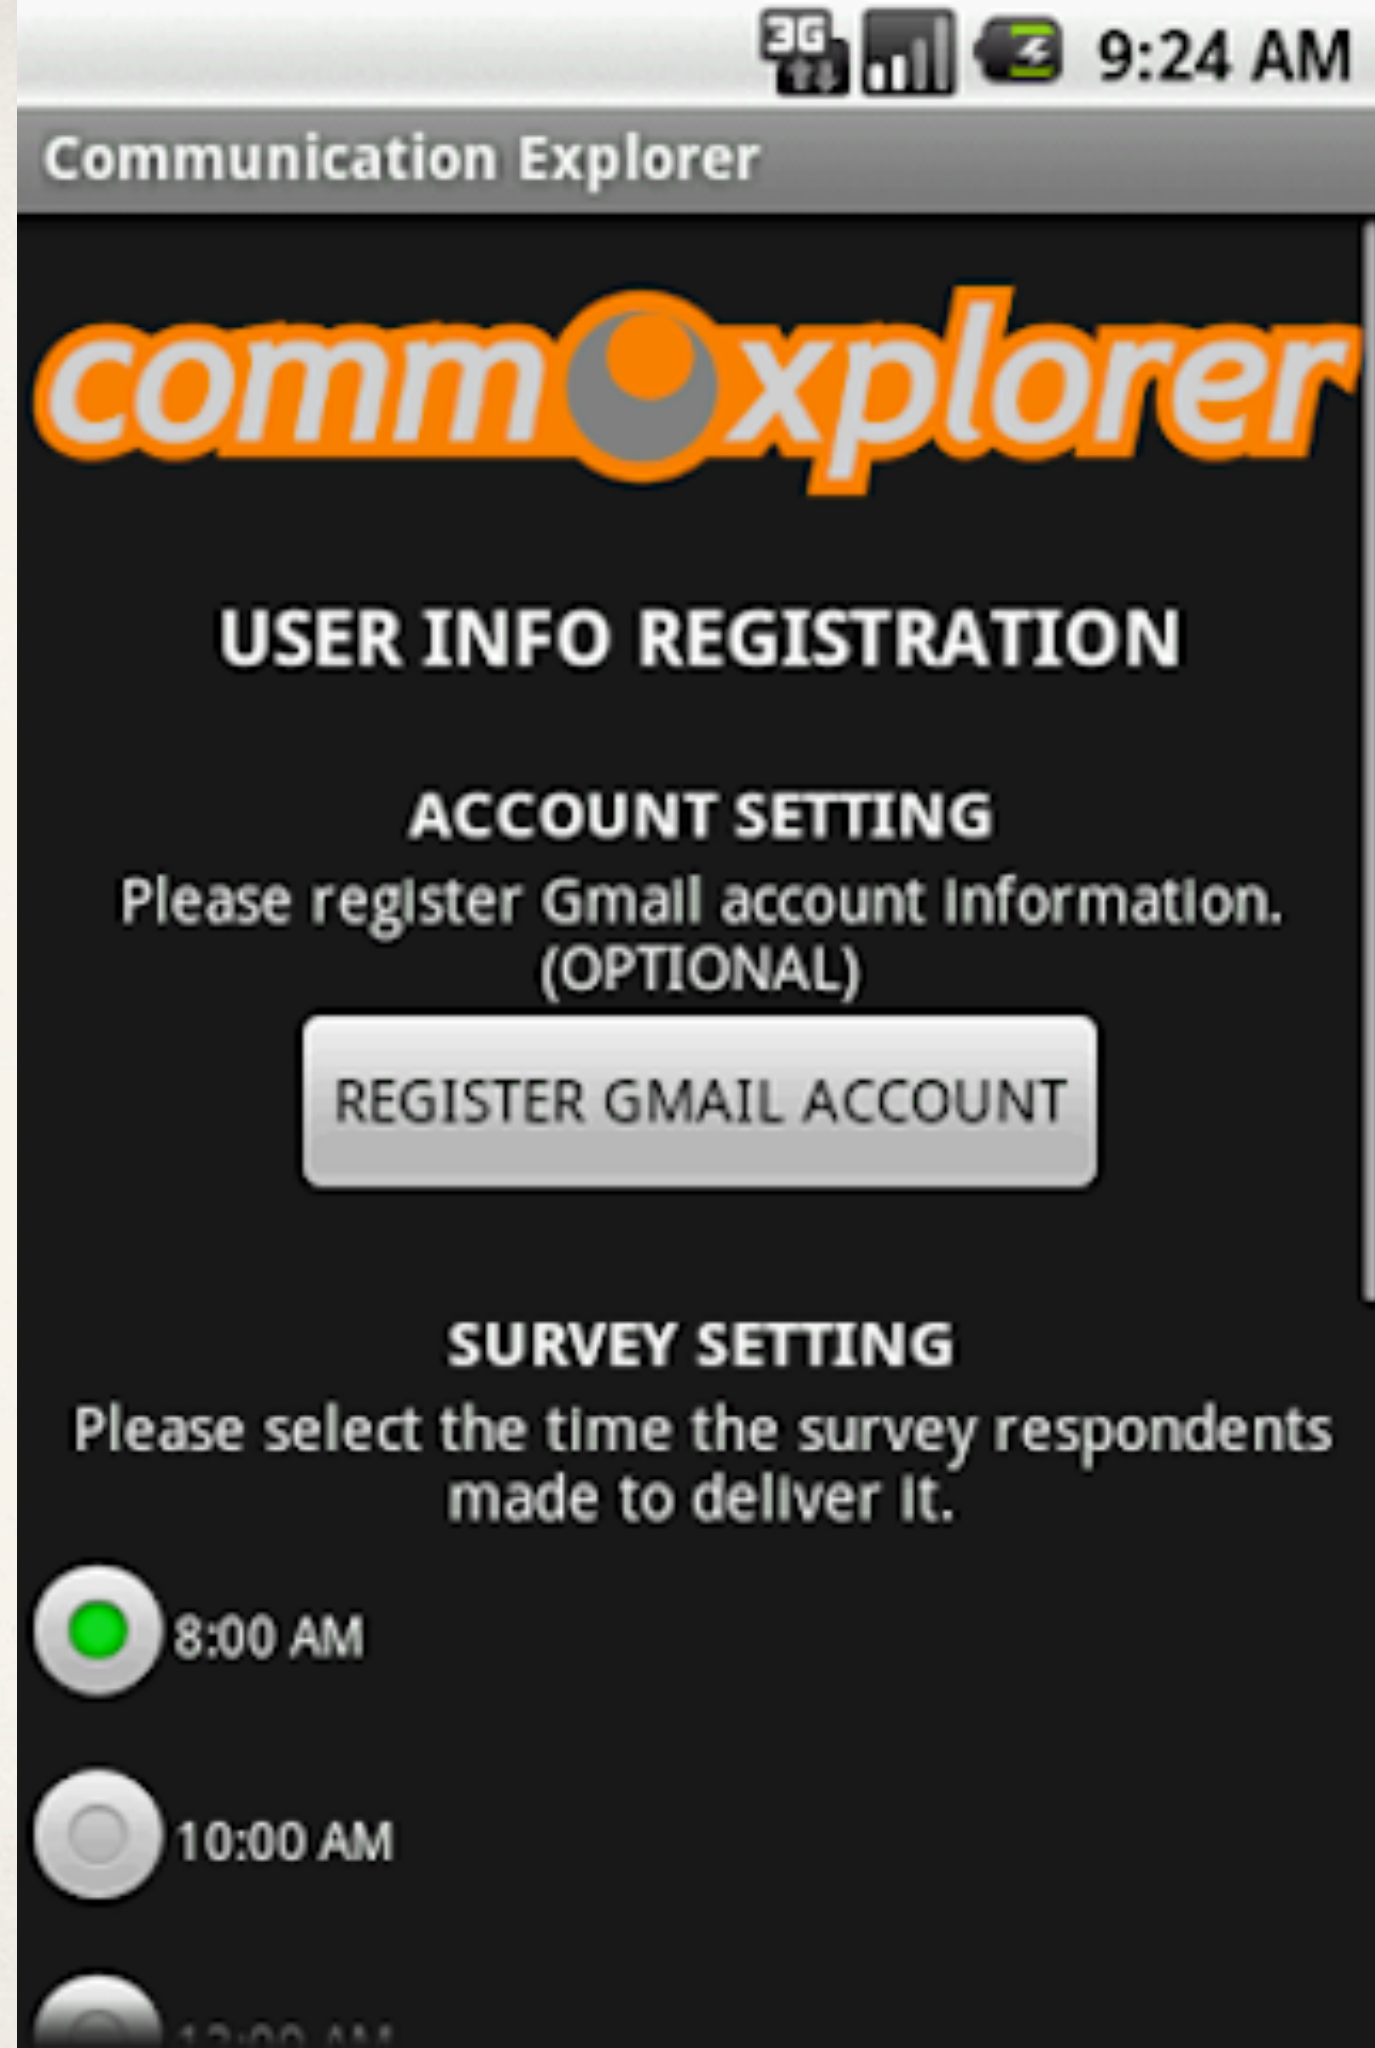 3G 9:24 AM
Communication Explorer
comm xplorer
USER INFO REGISTRATION
ACCOUNT SETTING
Please register Gmail account information.
(OPTIONAL)
REGISTER GMAIL ACCOUNT
SURVEY SETTING
Please select the time the survey respondents
made to deliver it.
8:00 AM
10:00 AM